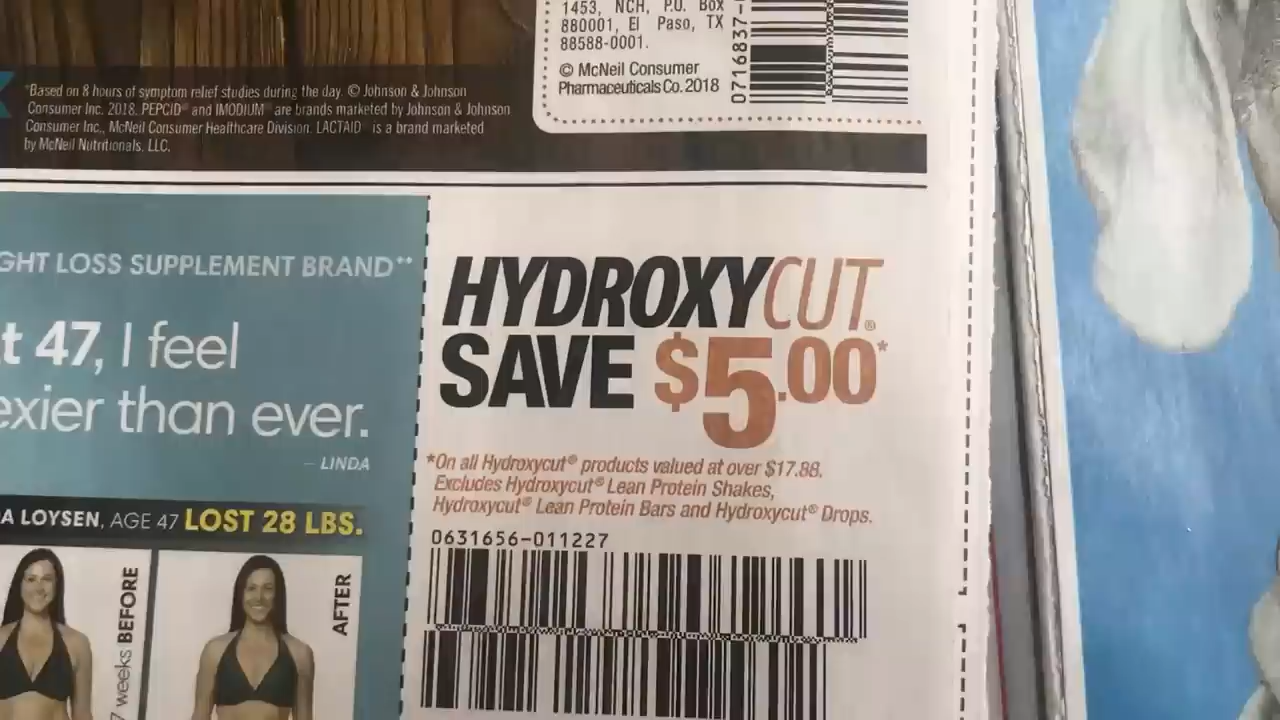 1453, NCH, P.O. Box
880001, El Paso, TX
88588-0001.
© McNeil Consumer
Pharmaceuticals Co. 2018
0716837-
*Based on 8 hours of symptom relief studies during the day. © Johnson & Johnson
Consumer Inc. 2018. PEPCID® and IMODIUM® are brands marketed by Johnson & Johnson
Consumer Inc., McNeil Consumer Healthcare Division. LACTAID® is a brand marketed
by McNeil Nutritionals, LLC.
GHT LOSS SUPPLEMENT BRAND**
t 47, I feel
exier than ever.
– LINDA
DA LOYSEN, AGE 47 LOST 28 LBS.
7 weeks BEFORE
AFTER
HYDROXYCUT®
SAVE $5.00*
*On all Hydroxycut® products valued at over $17.88.
Excludes Hydroxycut® Lean Protein Shakes,
Hydroxycut® Lean Protein Bars and Hydroxycut® Drops.
0631656-011227